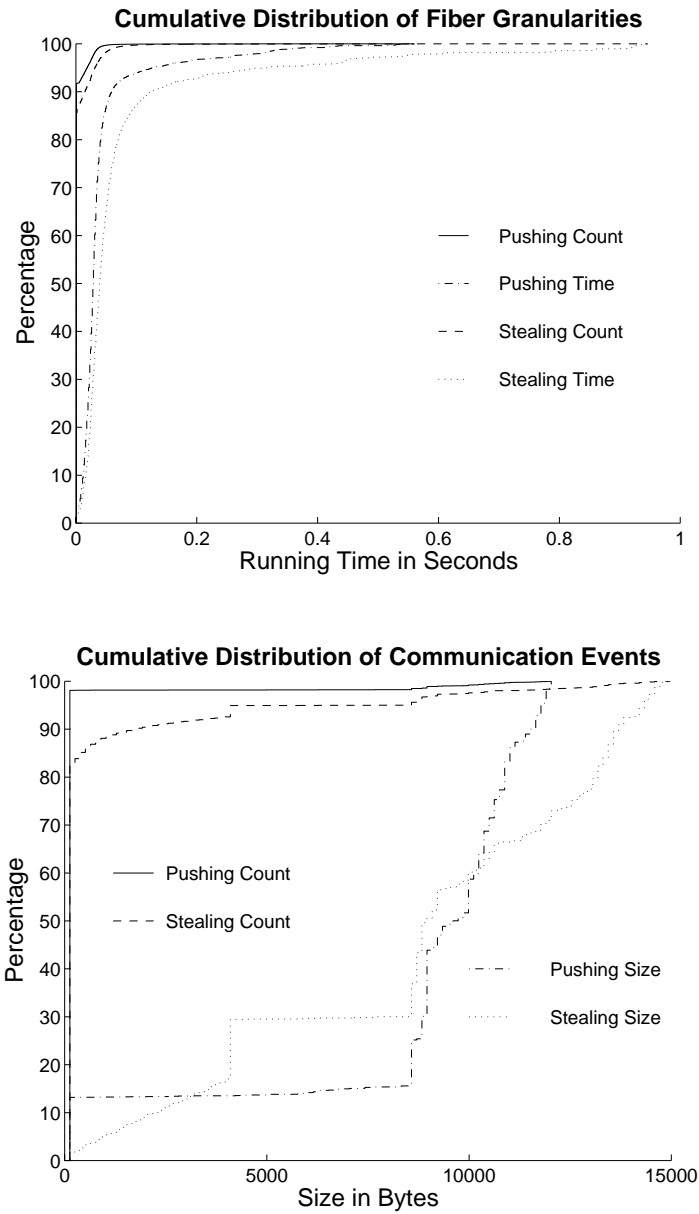 Cumulative Distribution of Fiber Granularities
100
90
80
70
60
50
40
30
20
10
0
Percentage
Pushing Count
Pushing Time
Stealing Count
Stealing Time
0 0.2 0.4 0.6 0.8 1
Running Time in Seconds
Cumulative Distribution of Communication Events
100
90
80
70
60
50
40
30
20
10
0
Percentage
Pushing Count
Stealing Count
Pushing Size
Stealing Size
0 5000 10000 15000
Size in Bytes